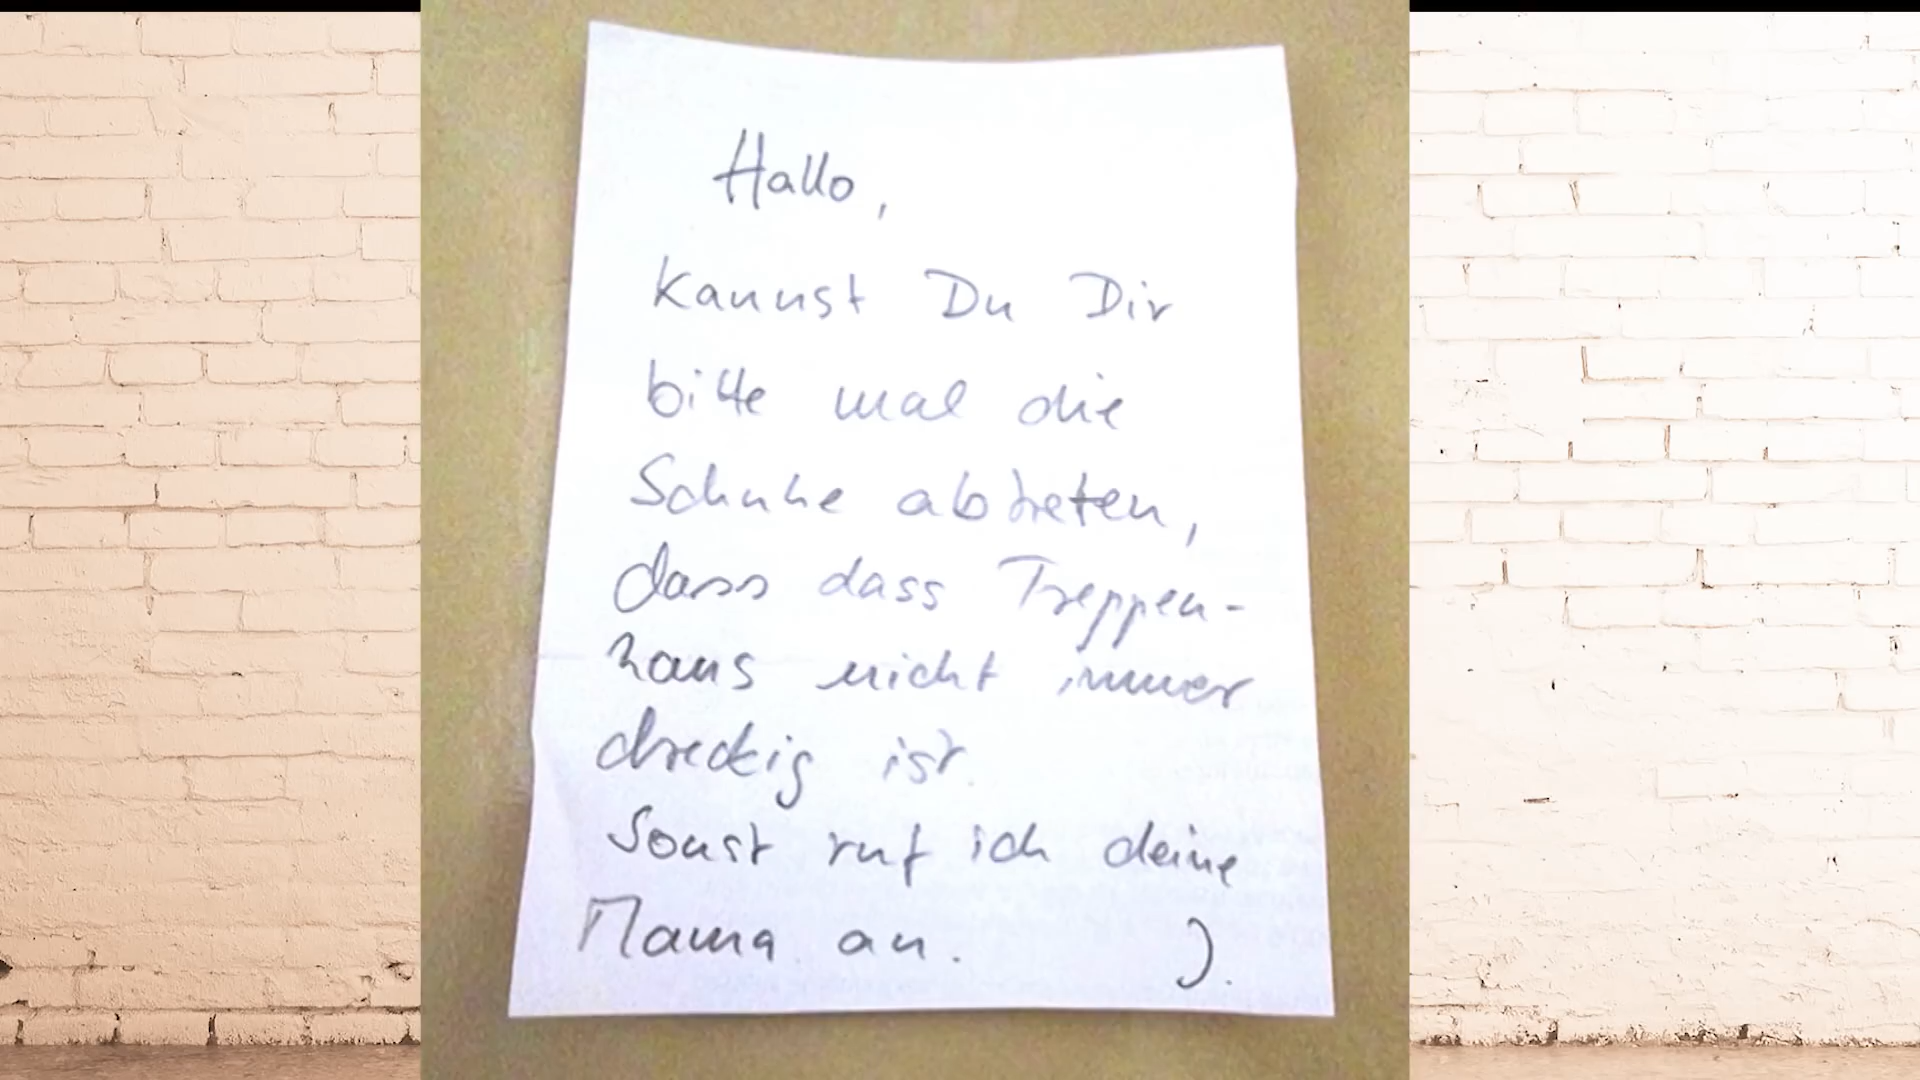 Hallo,
Kannst Du Dir
bitte mal die
Schuhe abtreten,
dass dass Treppen-
haus nicht immer
dreckig ist.
Sonst ruf ich deine
Mama an. J.